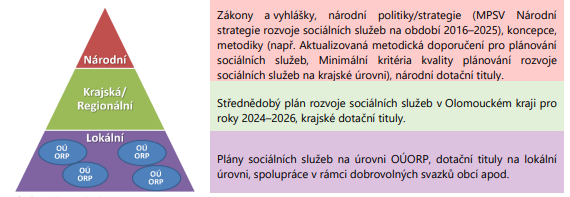 Národní
Krajská/
Regionální
Lokální
OÚ
ORP
OÚ
ORP
OÚ
ORP
OÚ
ORP
Zákony a vyhlášky, národní politiky/strategie (MPSV Národní
strategie rozvoje sociálních služeb na období 2016–2025), koncepce,
metodiky (např. Aktualizovaná metodická doporučení pro plánování
sociálních služeb, Minimální kritéria kvality plánování rozvoje
sociálních služeb na krajské úrovni), národní dotační tituly.
Střednědobý plán rozvoje sociálních služeb v Olomouckém kraji pro
roky 2024–2026, krajské dotační tituly.
Plány sociálních služeb na úrovni OÚORP, dotační tituly na lokální
úrovni, spolupráce v rámci dobrovolných svazků obcí apod.